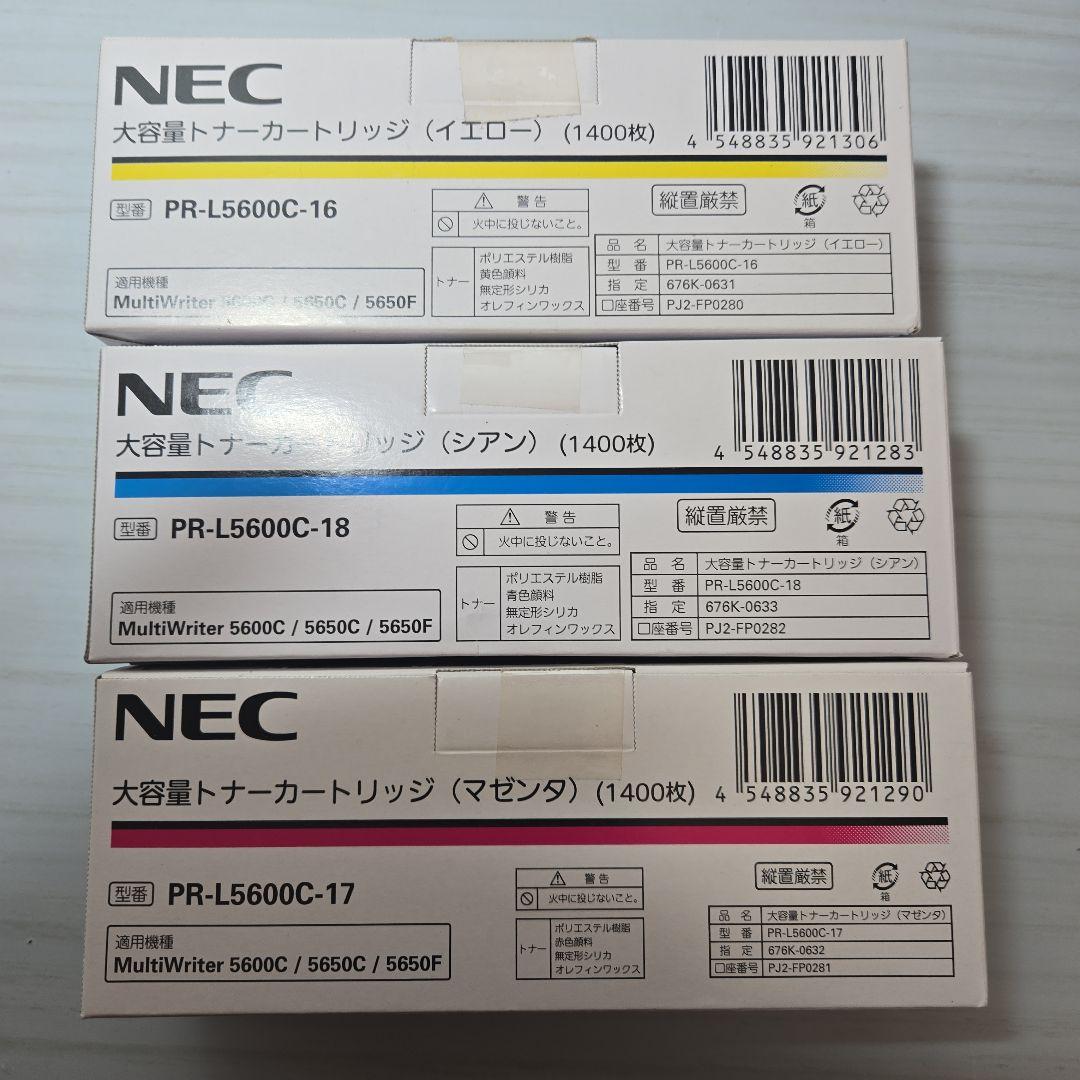 NEC
大容量トナーカートリッジ（イエロー）(1400枚)
4 548835 921306
型番 PR-L5600C-16
適用機種
MultiWriter 5600C / 5650C / 5650F
警告
火中に投じないこと。
トナー
ポリエステル樹脂
黄色顔料
無定形シリカ
オレフィンワックス
縦置厳禁
紙
箱
品 名 大容量トナーカートリッジ（イエロー）
型 番 PR-L5600C-16
指 定 676K-0631
口座番号 PJ2-FP0280
NEC
大容量トナーカートリッジ（シアン）(1400枚)
4 548835 921283
型番 PR-L5600C-18
適用機種
MultiWriter 5600C / 5650C / 5650F
警告
火中に投じないこと。
トナー
ポリエステル樹脂
青色顔料
無定形シリカ
オレフィンワックス
縦置厳禁
紙
箱
品 名 大容量トナーカートリッジ（シアン）
型 番 PR-L5600C-18
指 定 676K-0633
口座番号 PJ2-FP0282
NEC
大容量トナーカートリッジ（マゼンタ）(1400枚)
4 548835 921290
型番 PR-L5600C-17
適用機種
MultiWriter 5600C / 5650C / 5650F
警告
火中に投じないこと。
トナー
ポリエステル樹脂
赤色顔料
無定形シリカ
オレフィンワックス
縦置厳禁
紙
箱
品 名 大容量トナーカートリッジ（マゼンタ）
型 番 PR-L5600C-17
指 定 676K-0632
口座番号 PJ2-FP0281